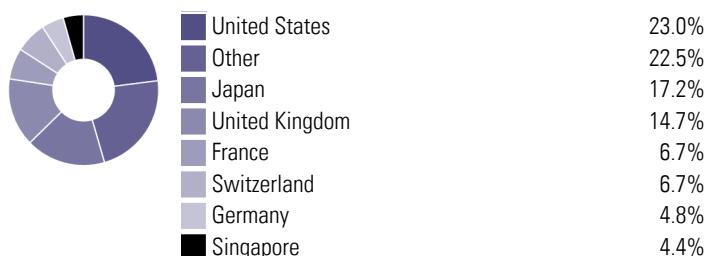 United States 23.0%
Other 22.5%
Japan 17.2%
United Kingdom 14.7%
France 6.7%
Switzerland 6.7%
Germany 4.8%
Singapore 4.4%